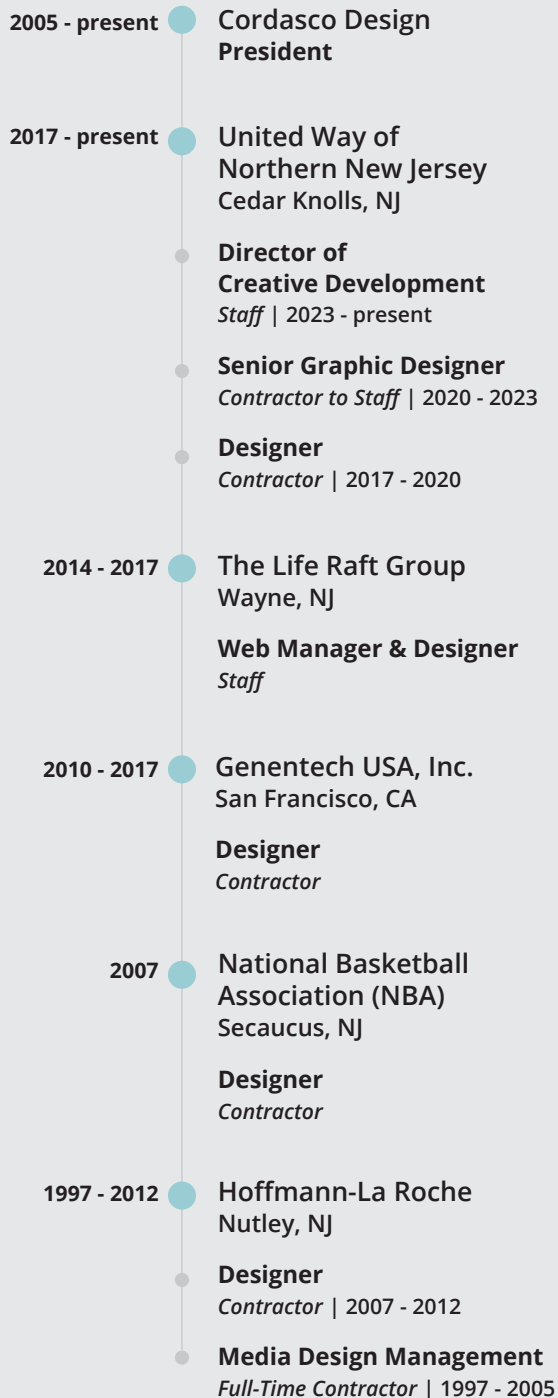 2005 - present
Cordasco Design
President
2017 - present
United Way of
Northern New Jersey
Cedar Knolls, NJ
Director of
Creative Development
Staff | 2023 - present
Senior Graphic Designer
Contractor to Staff | 2020 - 2023
Designer
Contractor | 2017 - 2020
2014 - 2017
The Life Raft Group
Wayne, NJ
Web Manager & Designer
Staff
2010 - 2017
Genentech USA, Inc.
San Francisco, CA
Designer
Contractor
2007
National Basketball
Association (NBA)
Secaucus, NJ
Designer
Contractor
1997 - 2012
Hoffmann-La Roche
Nutley, NJ
Designer
Contractor | 2007 - 2012
Media Design Management
Full-Time Contractor | 1997 - 2005